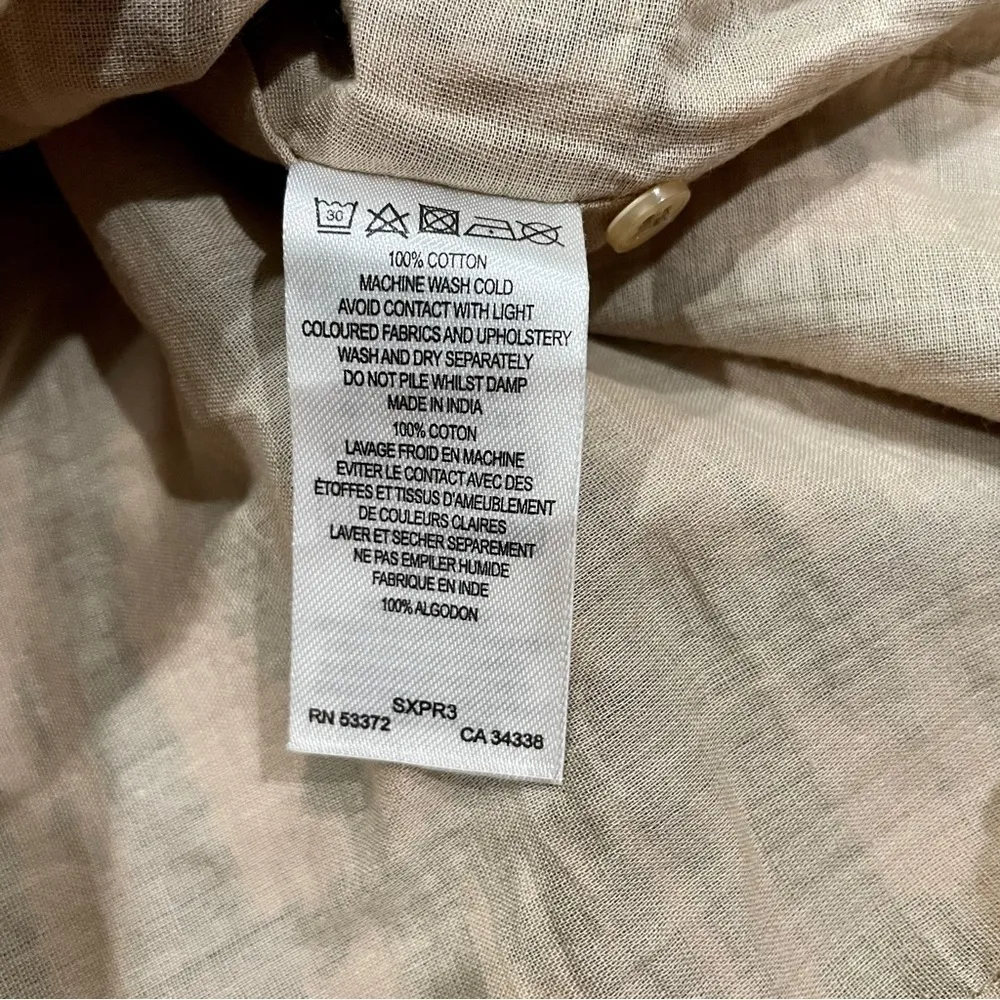 30
100% COTTON
MACHINE WASH COLD
AVOID CONTACT WITH LIGHT
COLOURED FABRICS AND UPHOLSTERY
WASH AND DRY SEPARATELY
DO NOT PILE WHILST DAMP
MADE IN INDIA
100% COTON
LAVAGE FROID EN MACHINE
EVITER LE CONTACT AVEC DES
ÉTOFFES ET TISSUS D'AMEUBLEMENT
DE COULEURS CLAIRES
LAVER ET SECHER SEPAREMENT
NE PAS EMPILER HUMIDE
FABRIQUE EN INDE
100% ALGODON
SXPR3
RN 53372 CA 34338